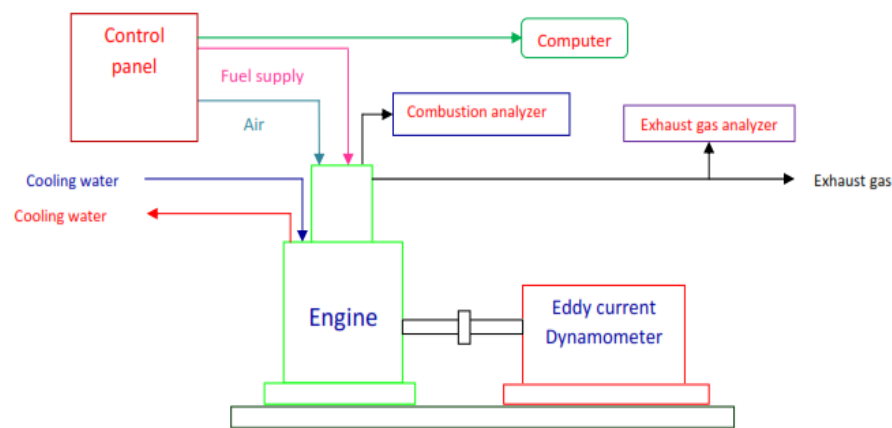 Control
panel
Computer
Fuel supply
Combustion analyzer
Exhaust gas analyzer
Air
Cooling water
Exhaust gas
Cooling water
Engine
Eddy current
Dynamometer